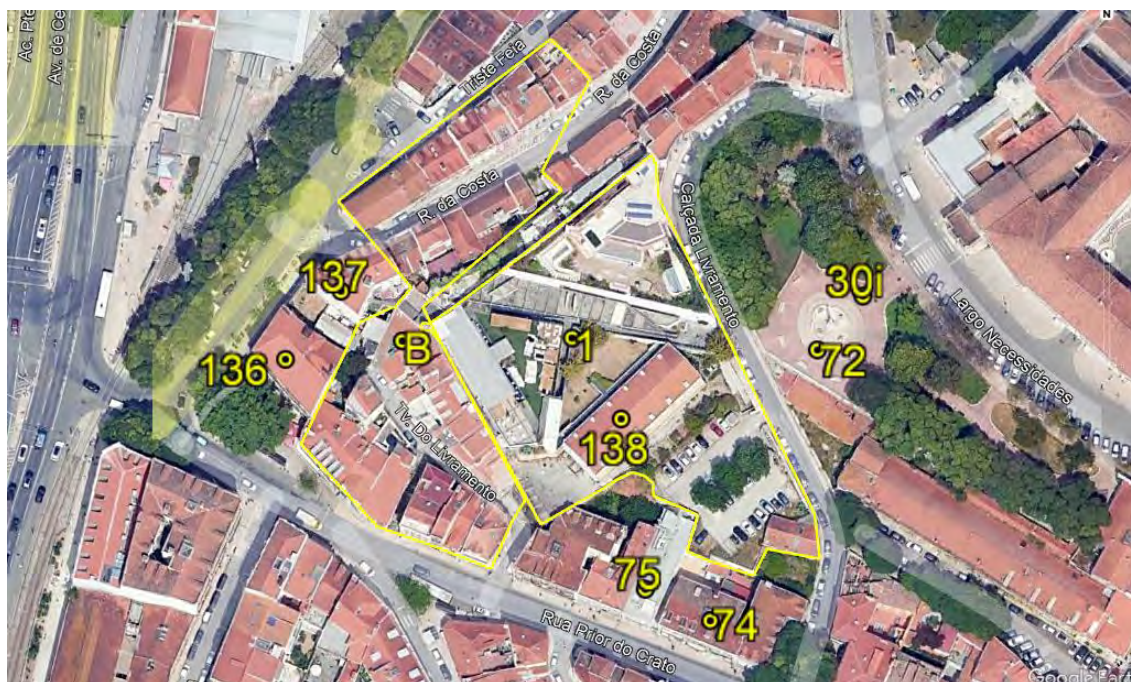 N
Ac. Pte
Av. de Ce
Triste Feia
R. da Costa
R. da Costa
Calçada Livramento
137
30i
Largo Necessidades
B
1
72
136
Tv. Do Livramento
138
75
74
Rua Prior do Crato
Google Eart